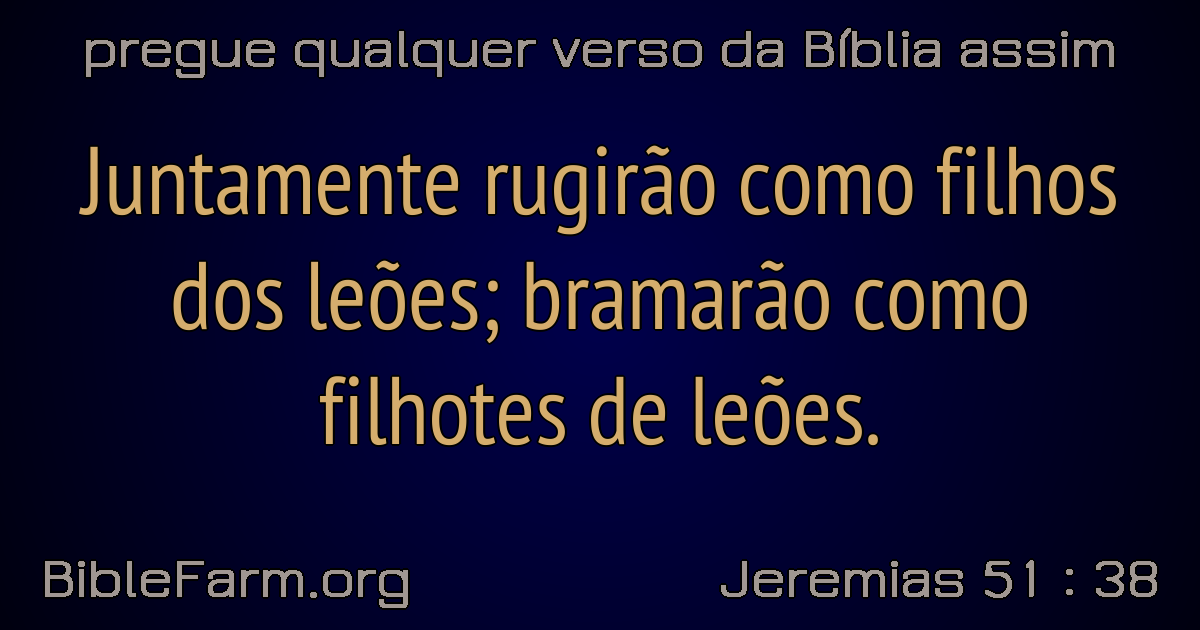 pregue qualquer verso da Bíblia assim
Juntamente rugirão como filhos
dos leões; bramarão como
filhotes de leões.
BibleFarm.org
Jeremias 51 : 38